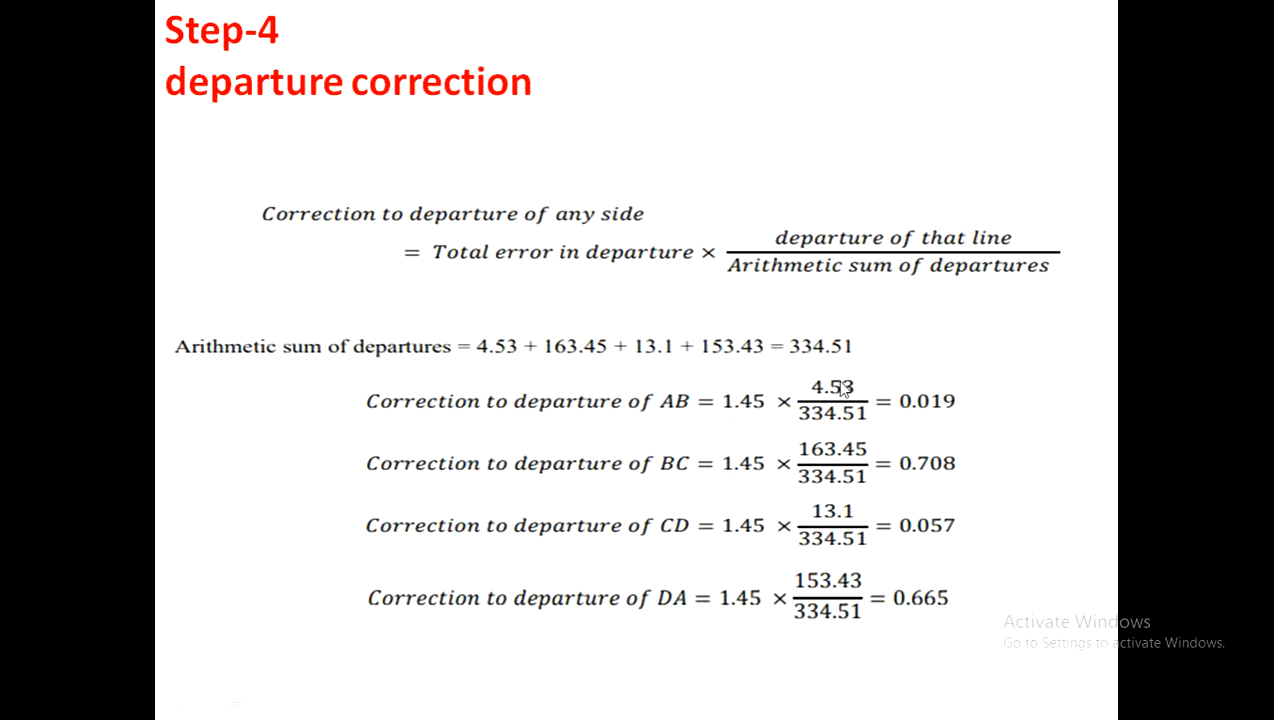 Step-4
departure correction
Correction to departure of any side
= Total error in departure × departure of that line / Arithmetic sum of departures
Arithmetic sum of departures = 4.53 + 163.45 + 13.1 + 153.43 = 334.51
Correction to departure of AB = 1.45 × 4.53 / 334.51 = 0.019
Correction to departure of BC = 1.45 × 163.45 / 334.51 = 0.708
Correction to departure of CD = 1.45 × 13.1 / 334.51 = 0.057
Correction to departure of DA = 1.45 × 153.43 / 334.51 = 0.665
Activate Windows
Go to Settings to activate Windows.